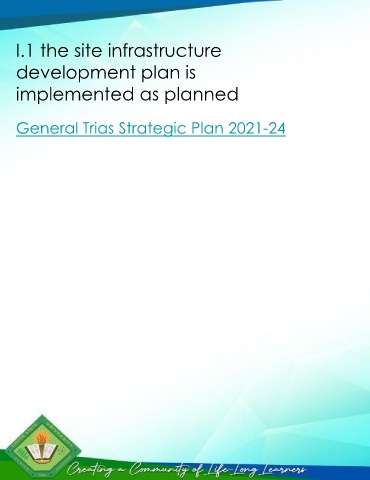 I.1 the site infrastructure
development plan is
implemented as planned
General Trias Strategic Plan 2021-24
Creating a Community of Life-Long Learners